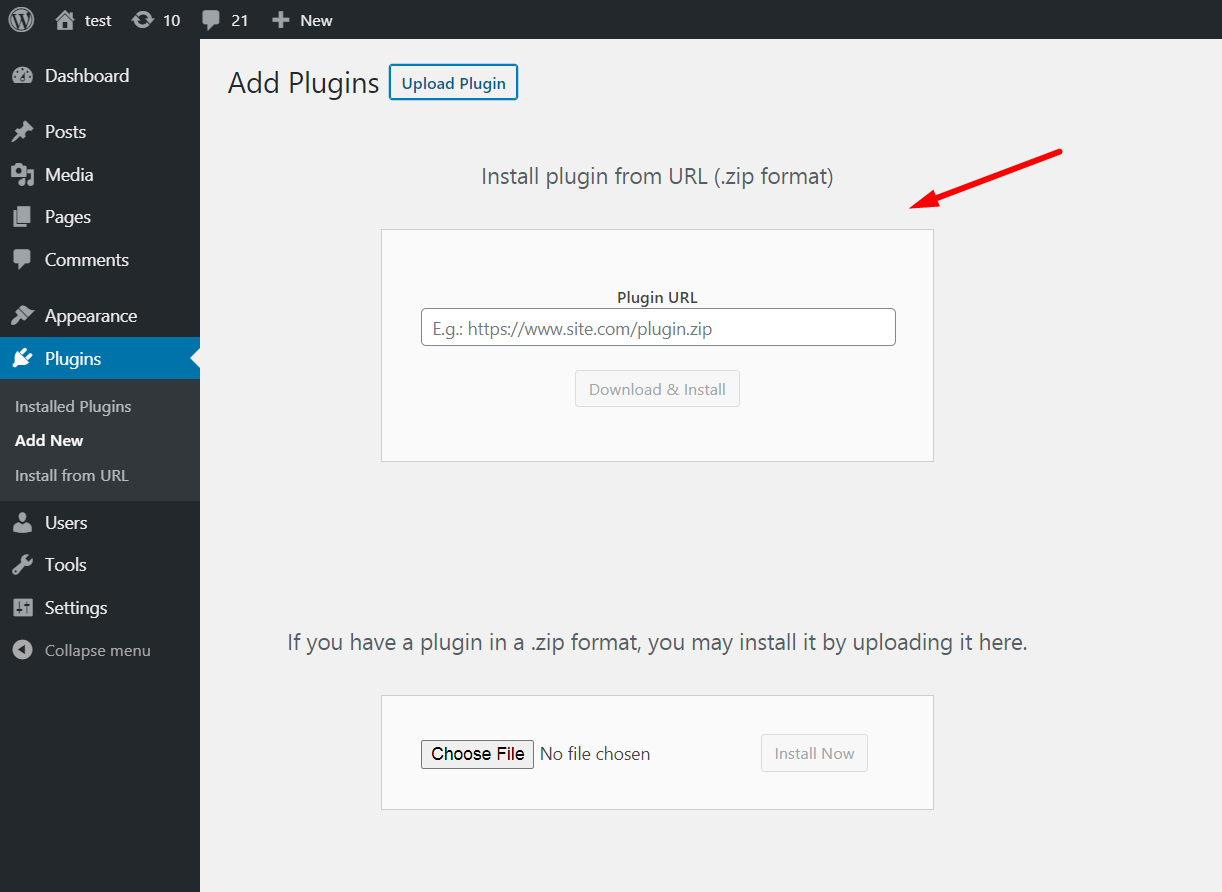 test 10 21 New
Dashboard
Posts
Media
Pages
Comments
Appearance
Plugins
Installed Plugins
Add New
Install from URL
Users
Tools
Settings
Collapse menu
Add Plugins Upload Plugin
Install plugin from URL (.zip format)
Plugin URL
E.g.: https://www.site.com/plugin.zip
Download & Install
If you have a plugin in a .zip format, you may install it by uploading it here.
Choose File No file chosen Install Now